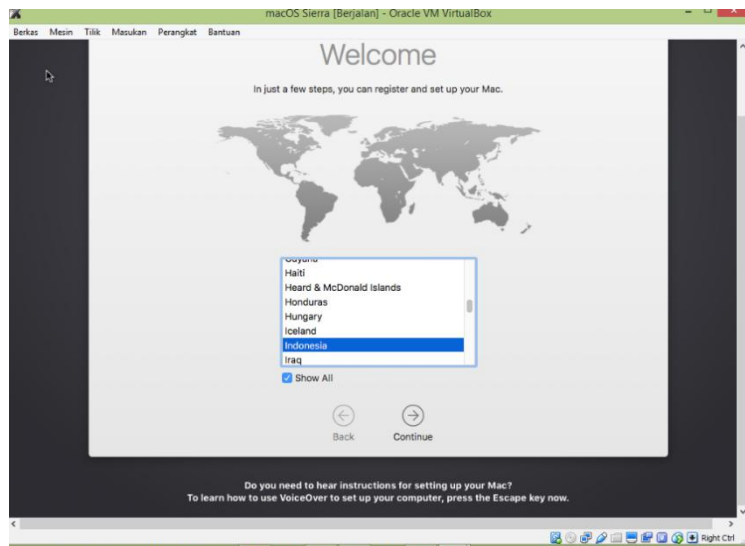 macOS Sierra [Berjalan] - Oracle VM VirtualBox
Berkas Mesin Tilik Masukan Perangkat Bantuan
Welcome
In just a few steps, you can register and set up your Mac.
Guyana
Haiti
Heard & McDonald Islands
Honduras
Hungary
Iceland
Indonesia
Iraq
Show All
Back Continue
Do you need to hear instructions for setting up your Mac?
To learn how to use VoiceOver to set up your computer, press the Escape key now.
Right Ctrl